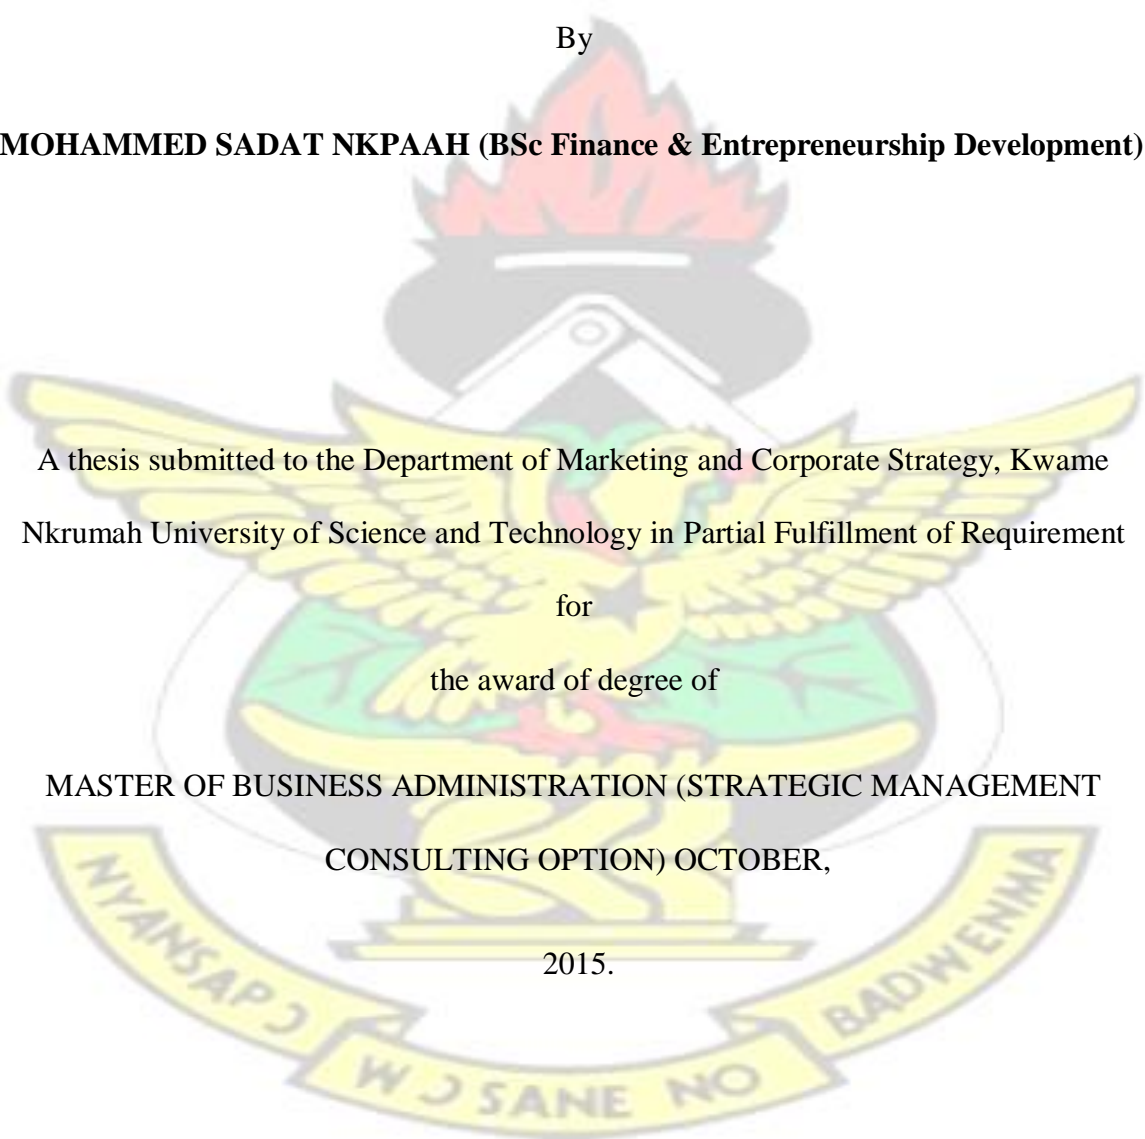 By
MOHAMMED SADAT NKPAAH (BSc Finance & Entrepreneurship Development)
A thesis submitted to the Department of Marketing and Corporate Strategy, Kwame
Nkrumah University of Science and Technology in Partial Fulfillment of Requirement
for
the award of degree of
MASTER OF BUSINESS ADMINISTRATION (STRATEGIC MANAGEMENT
CONSULTING OPTION) OCTOBER,
2015.
NYANSAPƆ WƆSANE NO BADWENMA